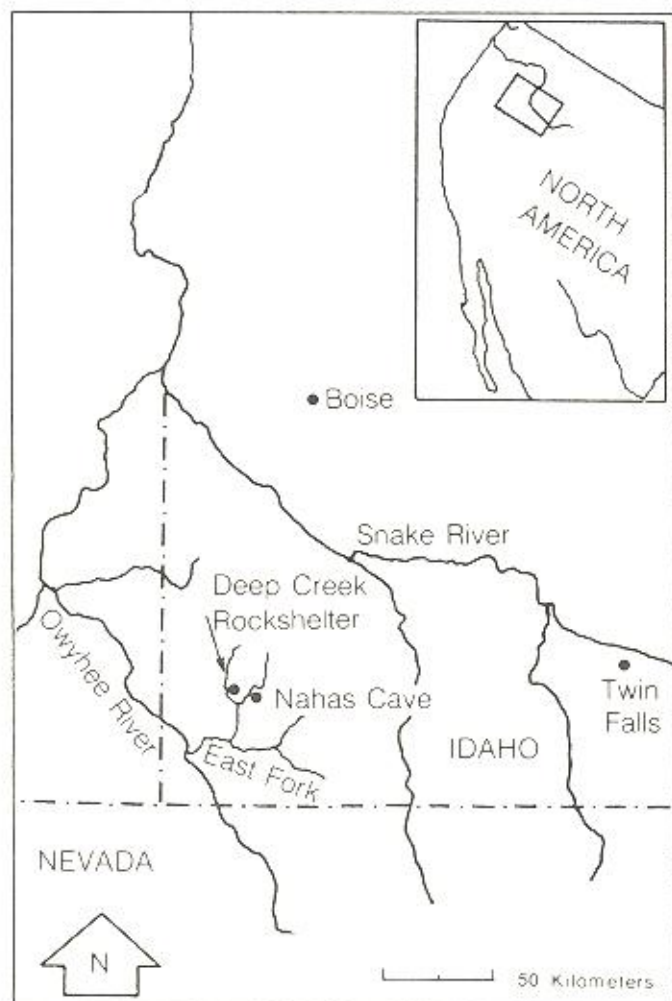 NORTH
AMERICA
Boise
Snake River
Deep Creek
Rockshelter
Owyhee River
Nahas Cave
Twin
Falls
East Fork
IDAHO
NEVADA
N
50 Kilometers